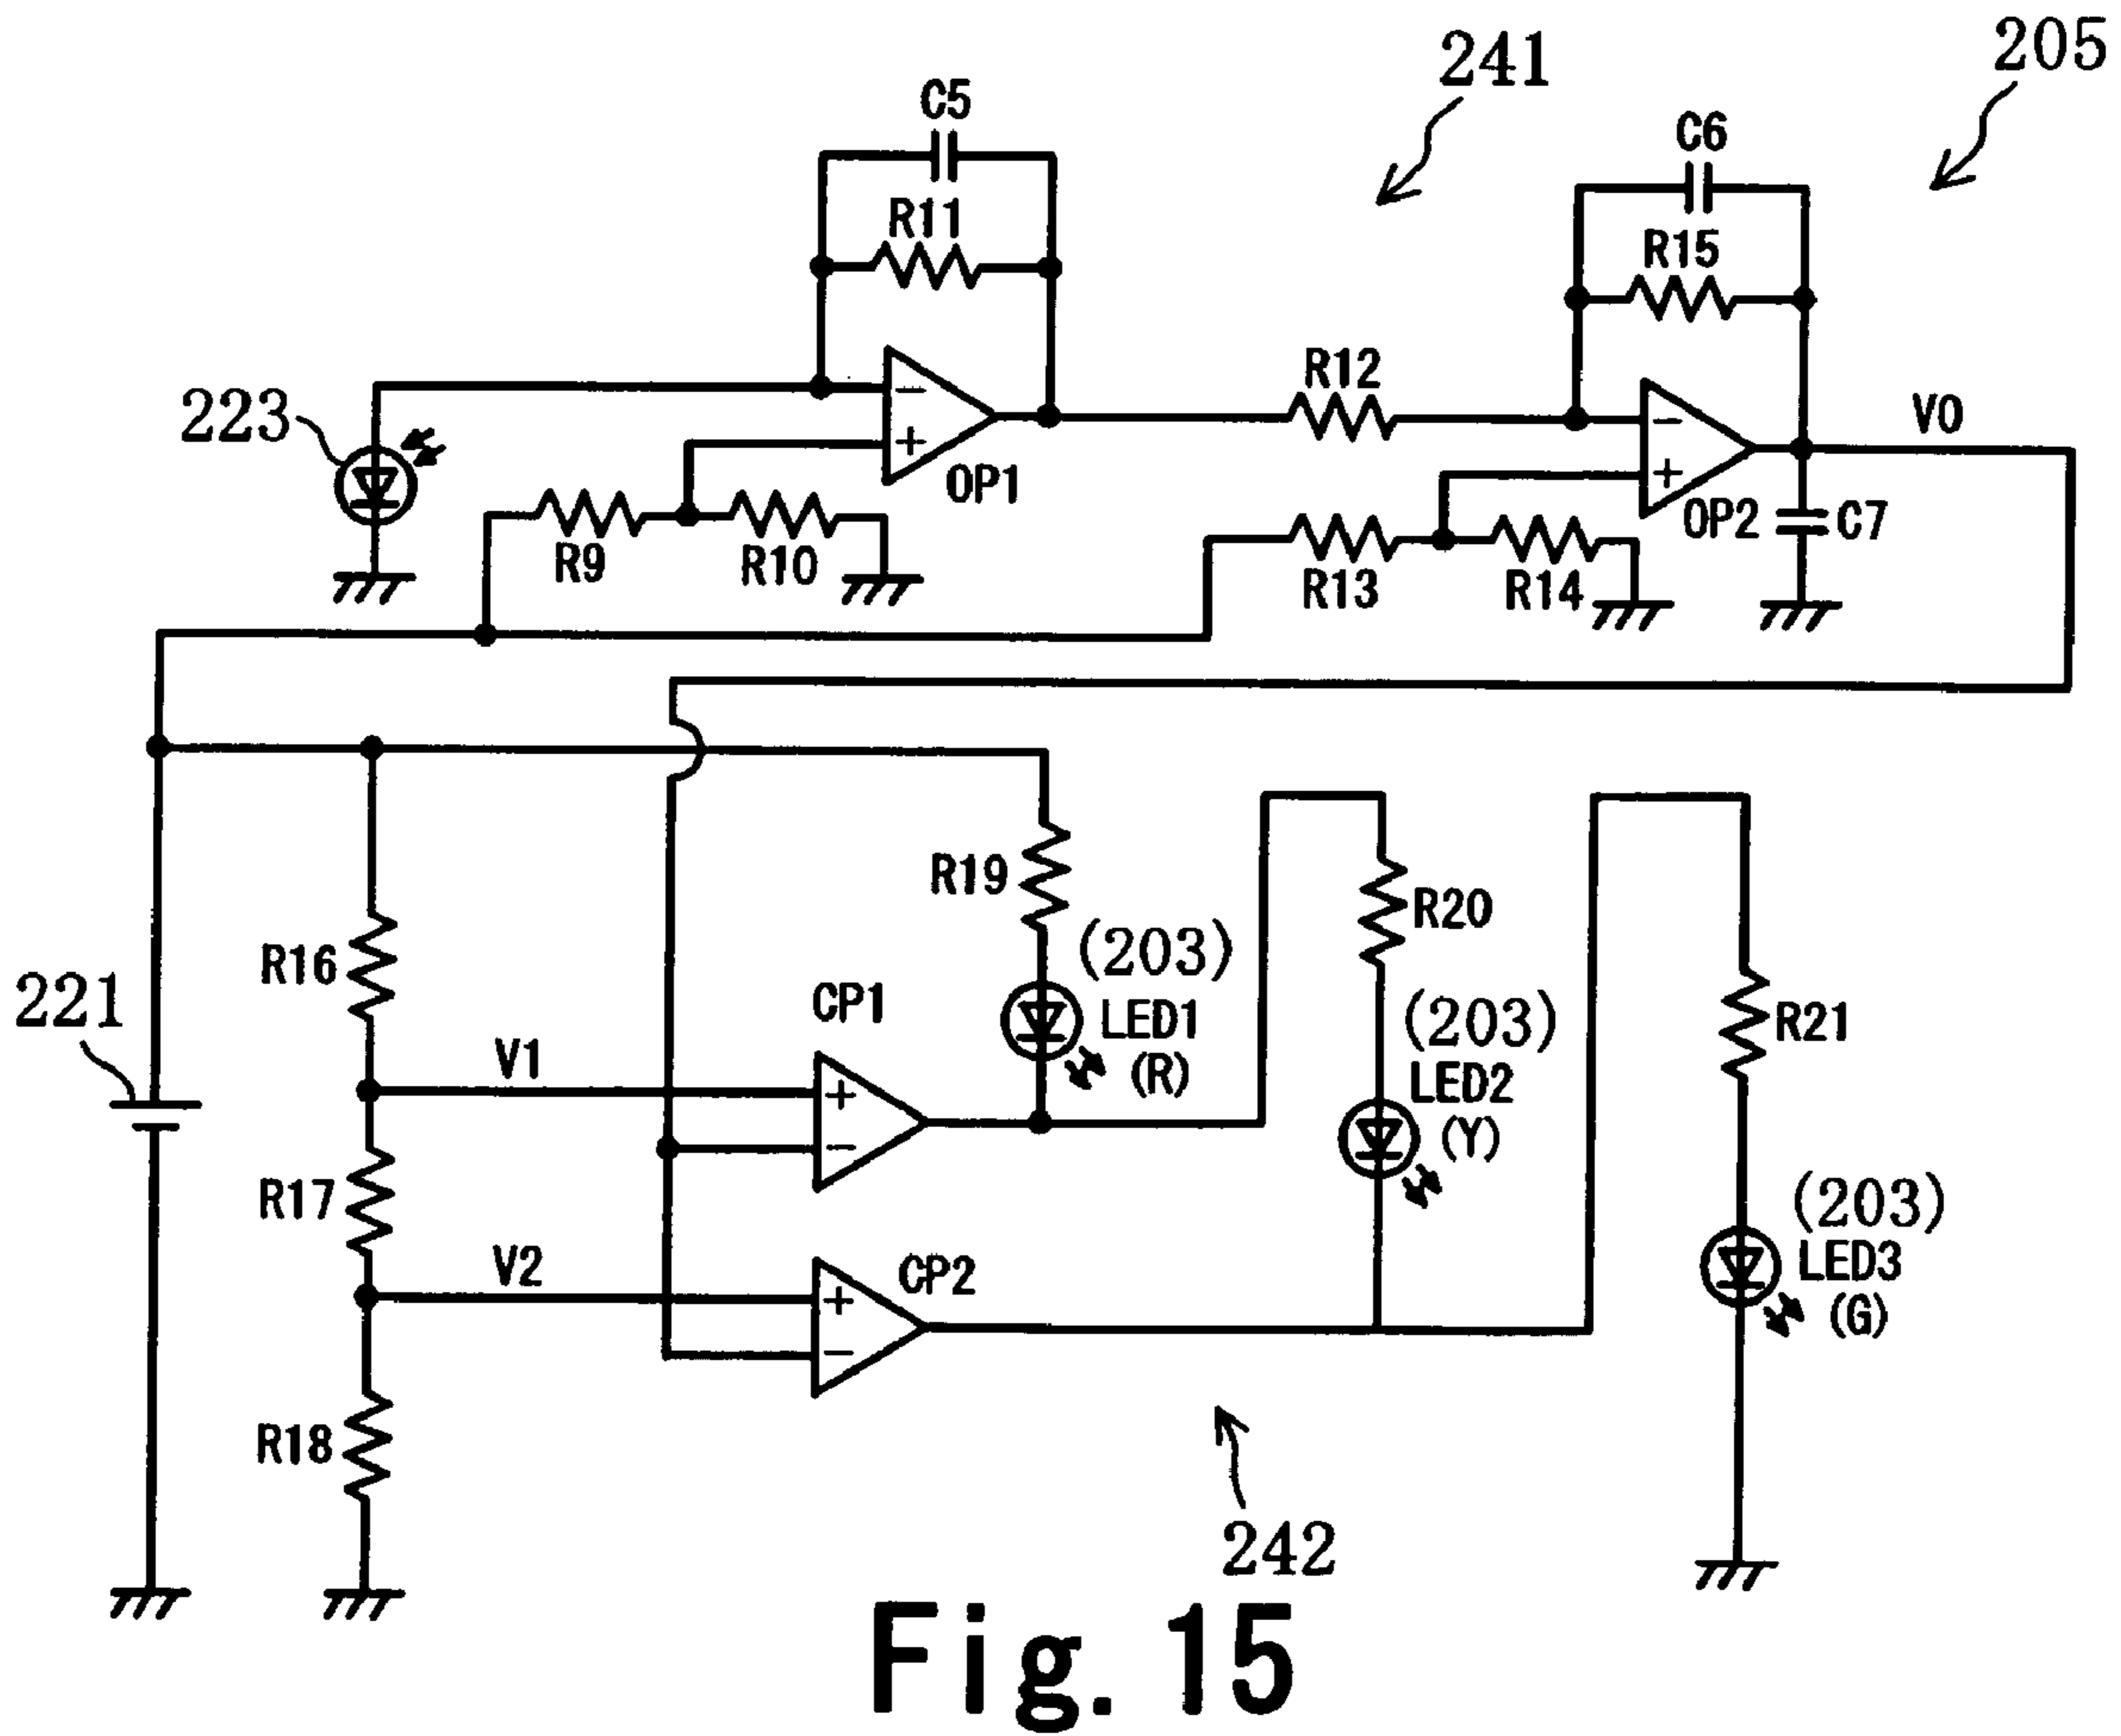 205
241
C5
C6
R11
R15
R12
223
V0
−
−
+
+
OP1
OP2
C7
R9
R10
R13
R14
R19
R20
(203)
R16
221
CP1
(203)
LED1
R21
V1
(R)
LED2
+
(Y)
−
R17
(203)
V2
CP2
LED3
+
(G)
−
R18
242
Fig. 15